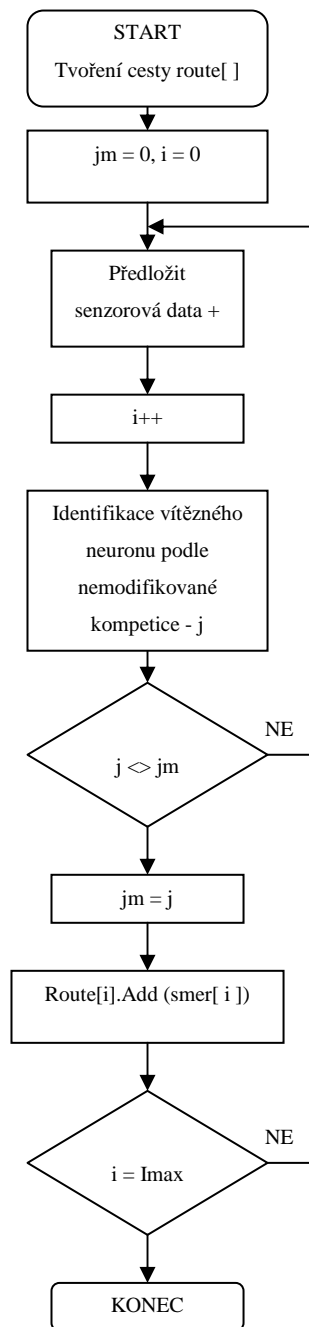 START
Tvoření cesty route[ ]
jm = 0, i = 0
Předložit
senzorová data +
i++
Identifikace vítězného
neuronu podle
nemodifikované
kompetice - j
NE
j <> jm
jm = j
Route[i].Add (smer[ i ])
NE
i = Imax
KONEC